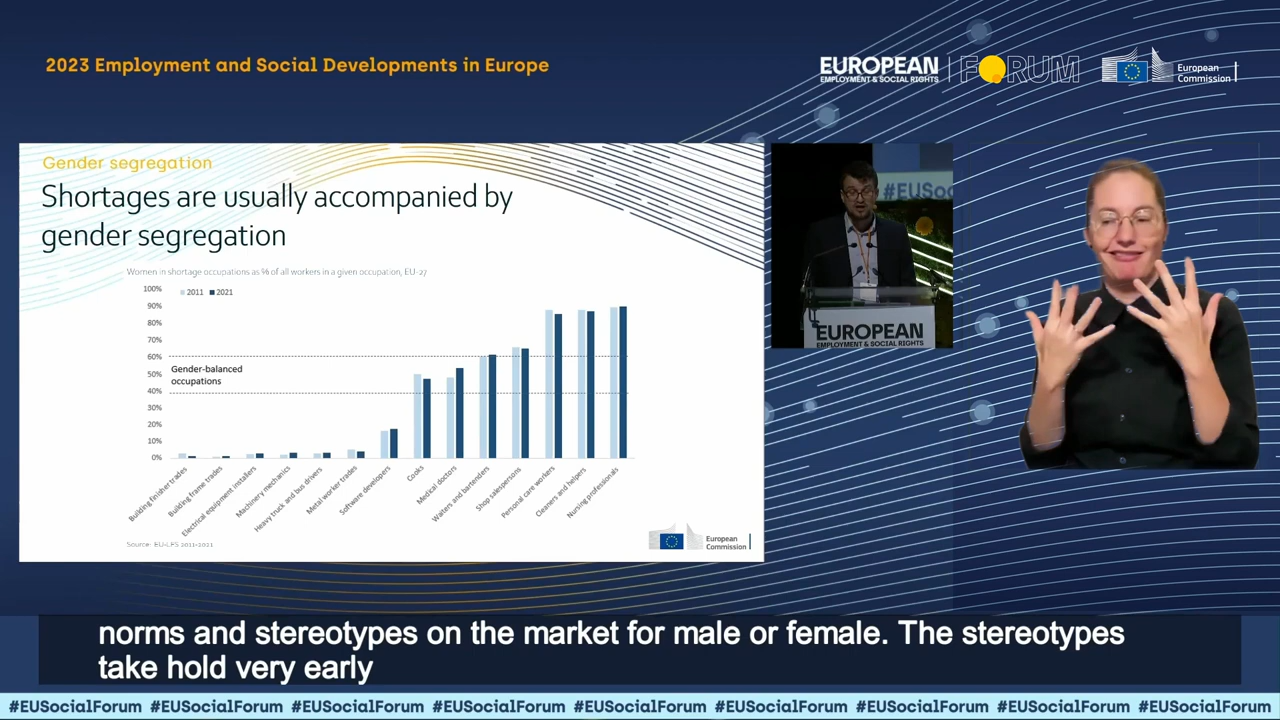 2023 Employment and Social Developments in Europe
EUROPEAN
EMPLOYMENT & SOCIAL RIGHTS
FORUM
European
Commission
Gender segregation
Shortages are usually accompanied by
gender segregation
Women in shortage occupations as % of all workers in a given occupation, EU-27
2011 2021
100%
90%
80%
70%
60%
50%
40%
30%
20%
10%
0%
Gender-balanced
occupations
Building finisher trades
Building frame trades
Electrical equipment installers
Machinery mechanics
Heavy truck and bus drivers
Metal worker trades
Software developers
Cooks
Medical doctors
Waiters and bartenders
Shop salespersons
Personal care workers
Cleaners and helpers
Nursing professionals
Source: EU-LFS 2011-2021
European
Commission
#EUSoc
EUROPEAN
EMPLOYMENT & SOCIAL RIGHTS
norms and stereotypes on the market for male or female. The stereotypes
take hold very early
#EUSocialForum #EUSocialForum #EUSocialForum #EUSocialForum #EUSocialForum #EUSocialForum #EUSocialForum #EUSocialForum #EUSocialForum